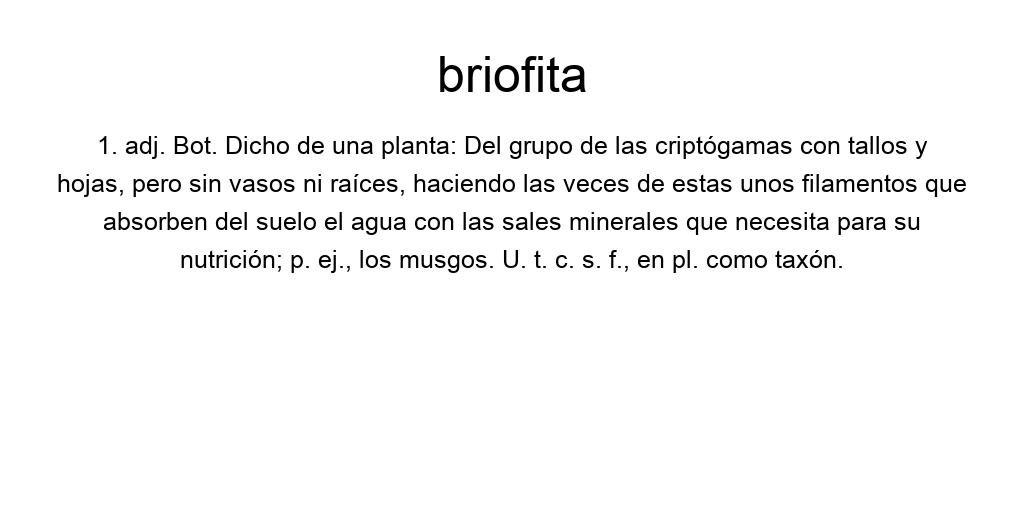 briofita
1. adj. Bot. Dicho de una planta: Del grupo de las criptógamas con tallos y
hojas, pero sin vasos ni raíces, haciendo las veces de estas unos filamentos que
absorben del suelo el agua con las sales minerales que necesita para su
nutrición; p. ej., los musgos. U. t. c. s. f., en pl. como taxón.